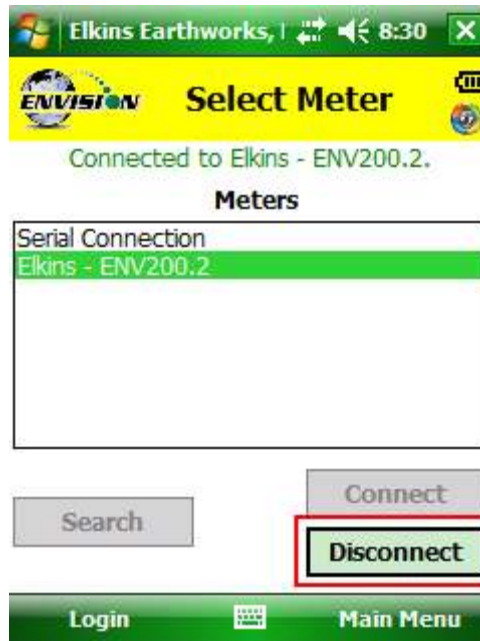 Elkins Earthworks, 8:30
ENVISION
Select Meter
Connected to Elkins - ENV200.2.
Meters
Serial Connection
Elkins - ENV200.2
Connect
Search
Disconnect
Login Main Menu